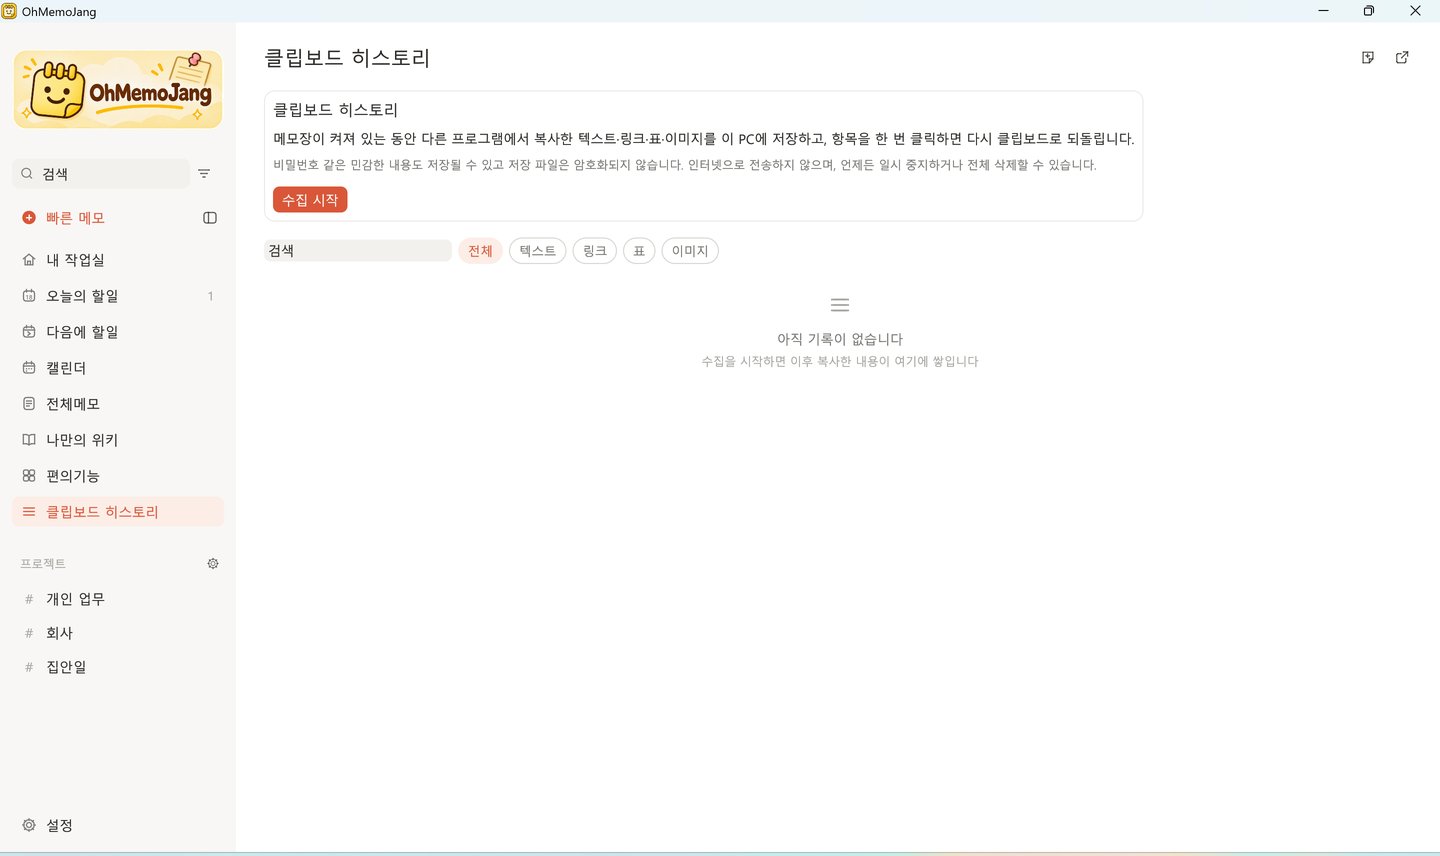 OhMemoJang
OhMemoJang
검색
빠른 메모
내 작업실
오늘의 할일 1
다음에 할일
캘린더
전체메모
나만의 위키
편의기능
클립보드 히스토리
프로젝트
# 개인 업무
# 회사
# 집안일
설정
클립보드 히스토리
클립보드 히스토리
메모장이 켜져 있는 동안 다른 프로그램에서 복사한 텍스트·링크·표·이미지를 이 PC에 저장하고, 항목을 한 번 클릭하면 다시 클립보드로 되돌립니다.
비밀번호 같은 민감한 내용도 저장될 수 있고 저장 파일은 암호화되지 않습니다. 인터넷으로 전송하지 않으며, 언제든 일시 중지하거나 전체 삭제할 수 있습니다.
수집 시작
검색 전체 텍스트 링크 표 이미지
아직 기록이 없습니다
수집을 시작하면 이후 복사한 내용이 여기에 쌓입니다